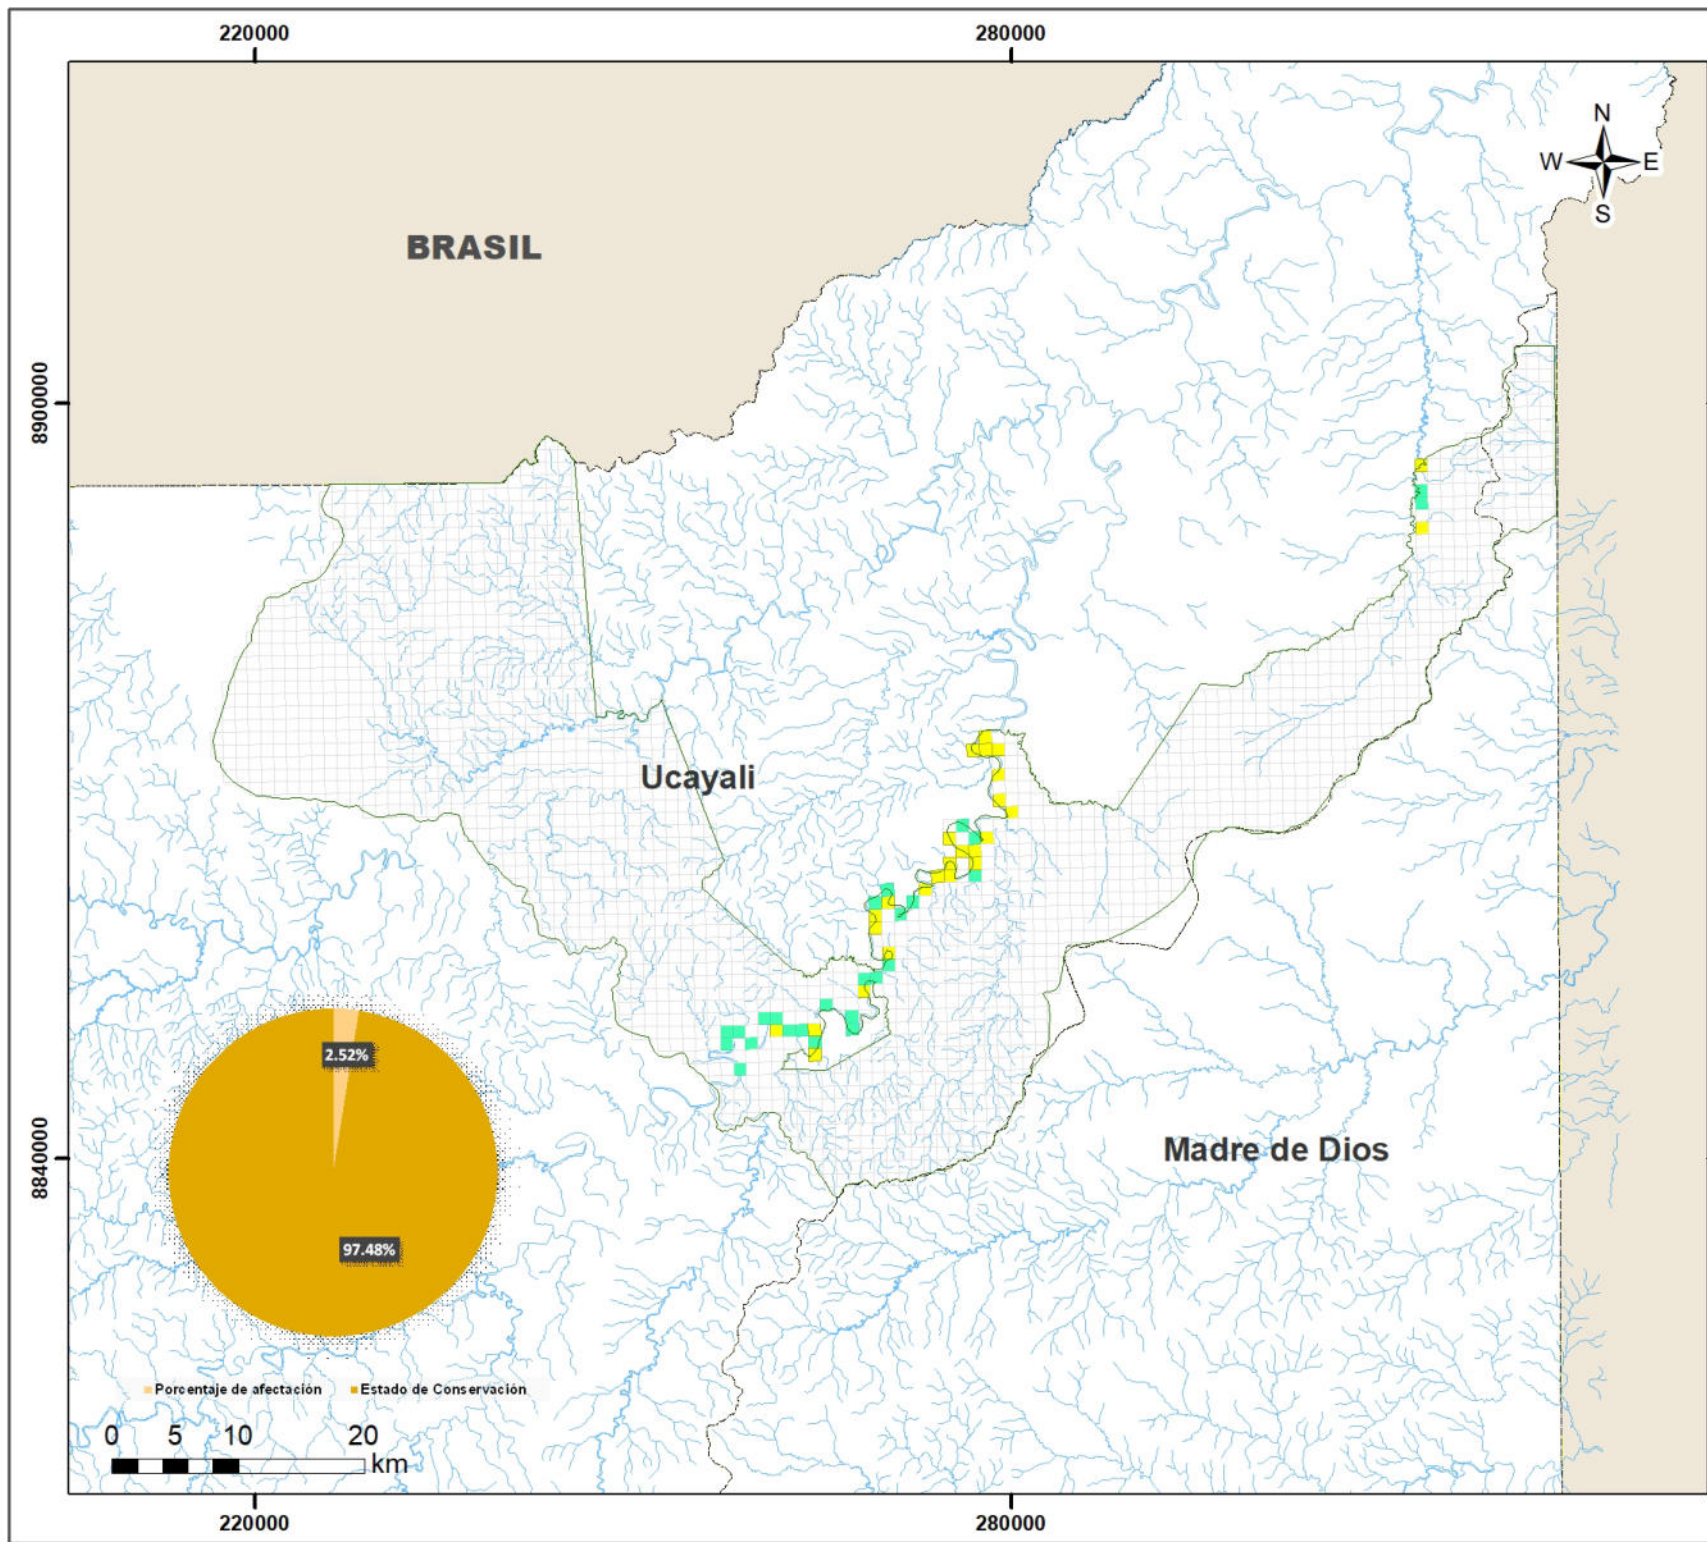 220000 280000
N
W E
S
BRASIL
8900000
Ucayali
8840000
Madre de Dios
2.52%
97.48%
Porcentaje de afectación Estado de Conservación
0 5 10 20
km
220000 280000